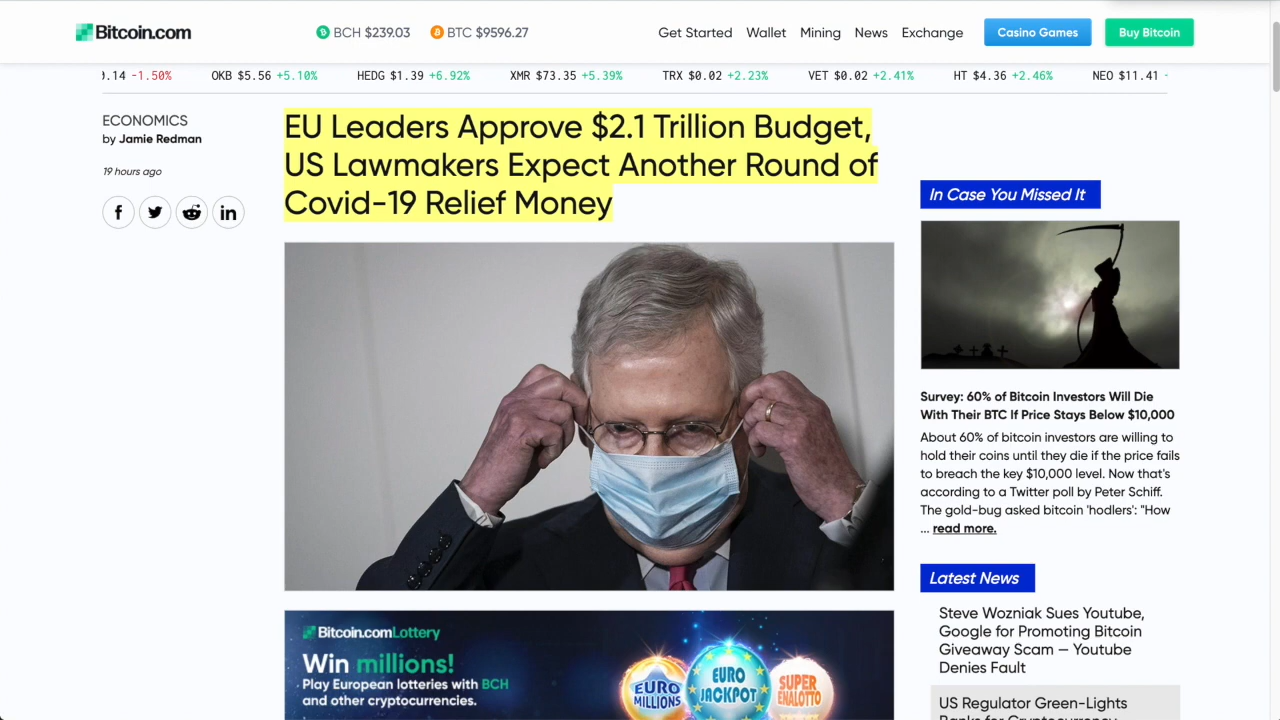 Bitcoin.com
BCH $239.03
BTC $9596.27
Get Started
Wallet
Mining
News
Exchange
Casino Games
Buy Bitcoin
.14 -1.50%
OKB $5.56 +5.10%
HEDG $1.39 +6.92%
XMR $73.35 +5.39%
TRX $0.02 +2.23%
VET $0.02 +2.41%
HT $4.36 +2.46%
NEO $11.41 -
ECONOMICS
by Jamie Redman
19 hours ago
EU Leaders Approve $2.1 Trillion Budget,
US Lawmakers Expect Another Round of
Covid-19 Relief Money
Bitcoin.com Lottery
Win millions!
Play European lotteries with BCH
and other cryptocurrencies.
EURO
MILLIONS
EURO
JACKPOT
SUPER
ENALOTTO
In Case You Missed It
Survey: 60% of Bitcoin Investors Will Die
With Their BTC If Price Stays Below $10,000
About 60% of bitcoin investors are willing to
hold their coins until they die if the price fails
to breach the key $10,000 level. Now that's
according to a Twitter poll by Peter Schiff.
The gold-bug asked bitcoin 'hodlers': "How
... read more.
Latest News
Steve Wozniak Sues Youtube,
Google for Promoting Bitcoin
Giveaway Scam — Youtube
Denies Fault
US Regulator Green-Lights
Banks for Cryptocurrency